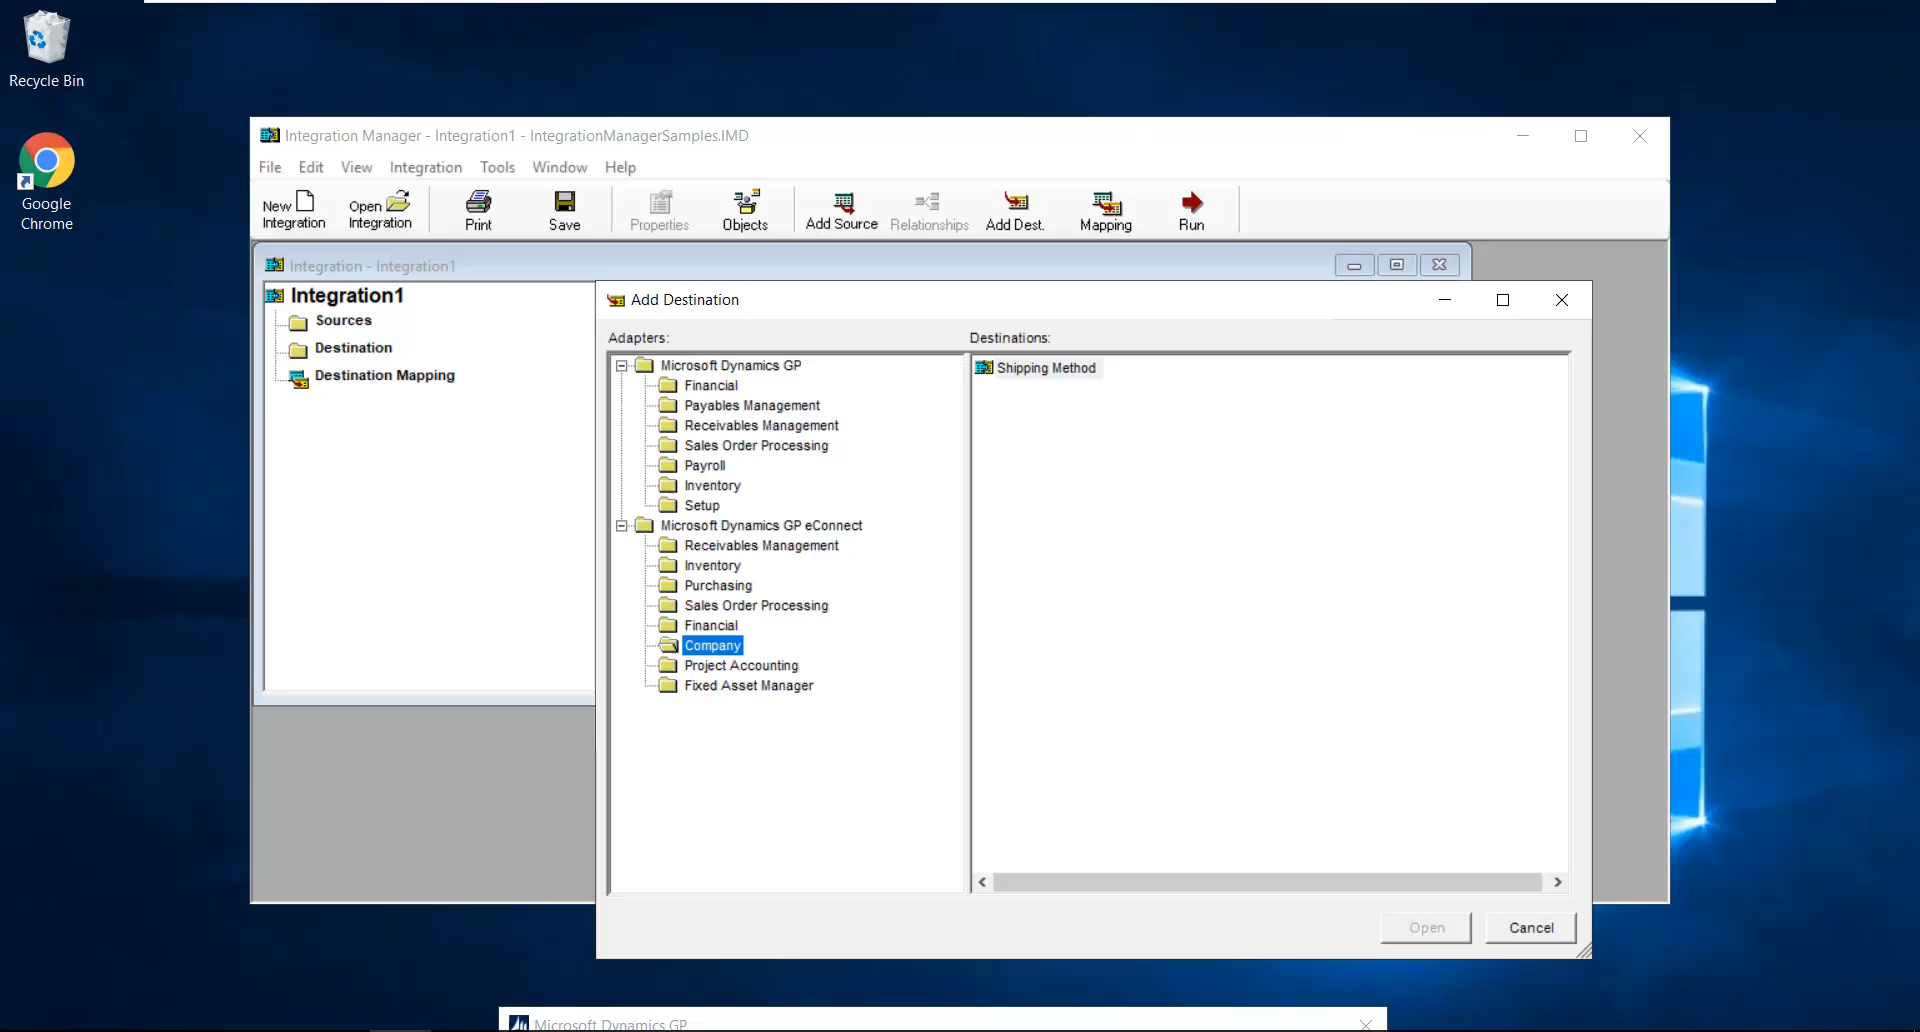 Recycle Bin
Google
Chrome
Integration Manager - Integration1 - IntegrationManagerSamples.IMD
File Edit View Integration Tools Window Help
New Integration
Open Integration
Print
Save
Properties
Objects
Add Source
Relationships
Add Dest.
Mapping
Run
Integration - Integration1
Integration1
Sources
Destination
Destination Mapping
Add Destination
Adapters:
Microsoft Dynamics GP
Financial
Payables Management
Receivables Management
Sales Order Processing
Payroll
Inventory
Setup
Microsoft Dynamics GP eConnect
Receivables Management
Inventory
Purchasing
Sales Order Processing
Financial
Company
Project Accounting
Fixed Asset Manager
Destinations:
Shipping Method
Open
Cancel
Microsoft Dynamics GP